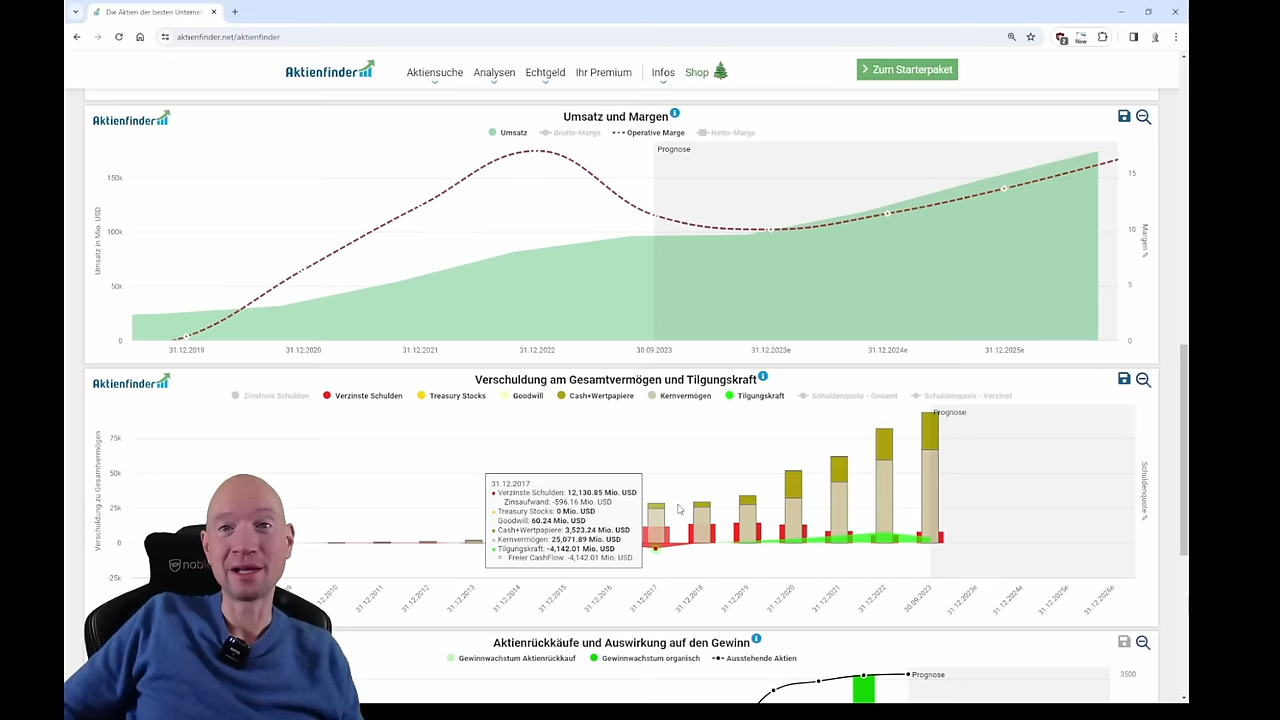 Die Aktien der besten Unterne
aktienfinder.net/aktienfinder
New
Aktienfinder
Aktiensuche
Analysen
Echtgeld
Ihr Premium
Infos
Shop
Zum Starterpaket
Aktienfinder
Umsatz und Margen
Umsatz
Brutto-Marge
Operative Marge
Netto-Marge
Prognose
150k
100k
50k
0
Umsatz in Mio. USD
15
10
5
0
Margen %
31.12.2019
31.12.2020
31.12.2021
31.12.2022
30.09.2023
31.12.2023e
31.12.2024e
31.12.2025e
Aktienfinder
Verschuldung am Gesamtvermögen und Tilgungskraft
Zinsfreie Schulden
Verzinste Schulden
Treasury Stocks
Goodwill
Cash+Wertpapiere
Kernvermögen
Tilgungskraft
Schuldenquote - Gesamt
Schuldenquote - Verzinst
Prognose
75k
50k
25k
0
-25k
Verschuldung zu Gesamtvermögen
Schuldenquote %
31.12.2017
Verzinste Schulden: 12,130.85 Mio. USD
Zinsaufwand: -596.16 Mio. USD
Treasury Stocks: 0 Mio. USD
Goodwill: 60.24 Mio. USD
Cash+Wertpapiere: 3,523.24 Mio. USD
Kernvermögen: 25,071.89 Mio. USD
Tilgungskraft: -4,142.01 Mio. USD
= Freier CashFlow: -4,142.01 Mio. USD
31.12.2011
31.12.2012
31.12.2013
31.12.2014
31.12.2015
31.12.2016
31.12.2017
31.12.2018
31.12.2019
31.12.2020
31.12.2021
31.12.2022
30.09.2023
31.12.2023e
31.12.2024e
31.12.2025e
31.12.2026e
Aktienrückkäufe und Auswirkung auf den Gewinn
Gewinnwachstum Aktienrückkauf
Gewinnwachstum organisch
Ausstehende Aktien
Prognose
3500